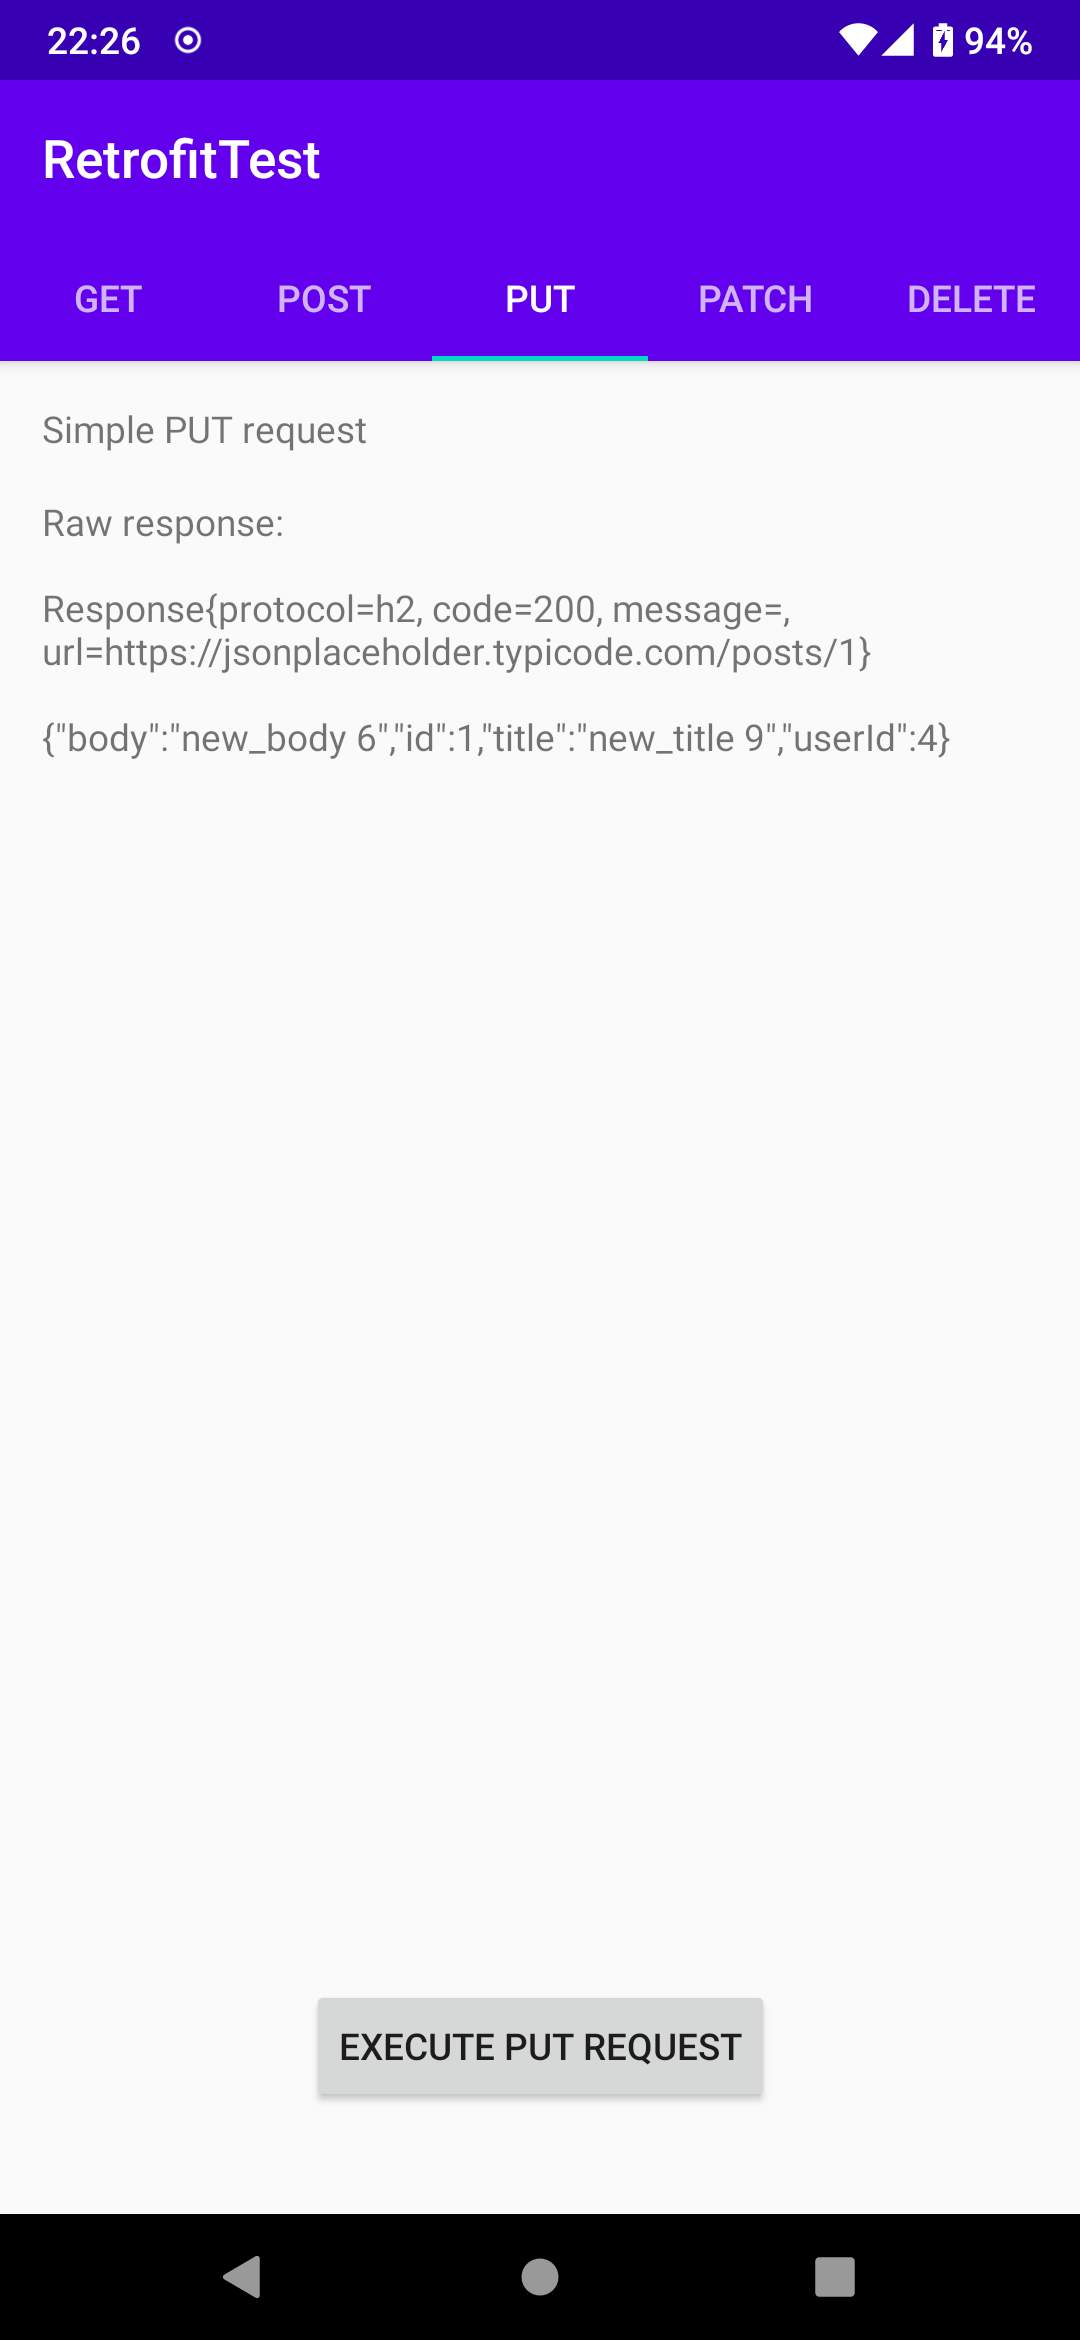 22:26 94%
RetrofitTest
GET POST PUT PATCH DELETE
Simple PUT request
Raw response:
Response{protocol=h2, code=200, message=,
url=https://jsonplaceholder.typicode.com/posts/1}
{"body":"new_body 6","id":1,"title":"new_title 9","userId":4}
EXECUTE PUT REQUEST